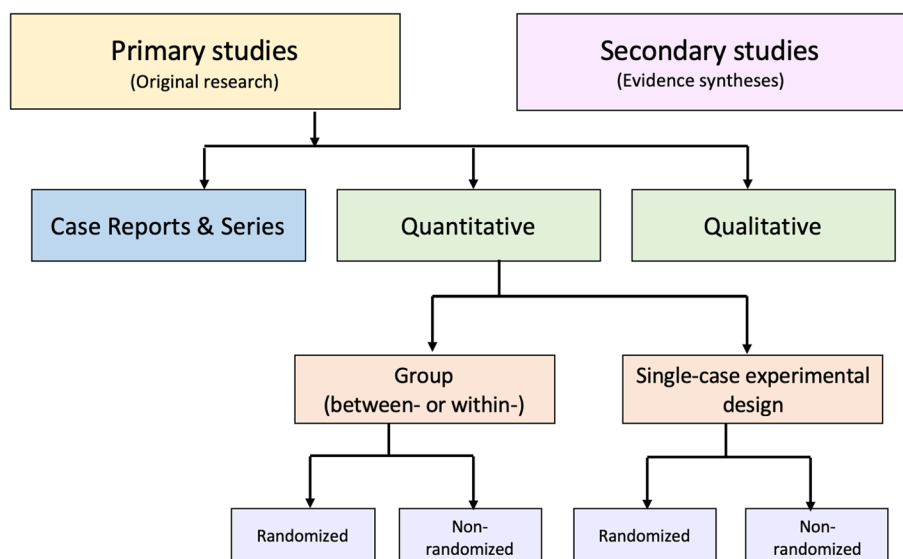 Primary studies
(Original research)
Secondary studies
(Evidence syntheses)
Case Reports & Series
Quantitative
Qualitative
Group
(between- or within-)
Single-case experimental
design
Randomized
Non-
randomized
Randomized
Non-
randomized